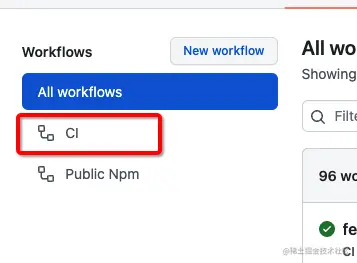 Workflows
New workflow
All wo
All workflows
Showing
CI
Filte
Public Npm
96 wo
fe
CI
@稀土掘金技术社区